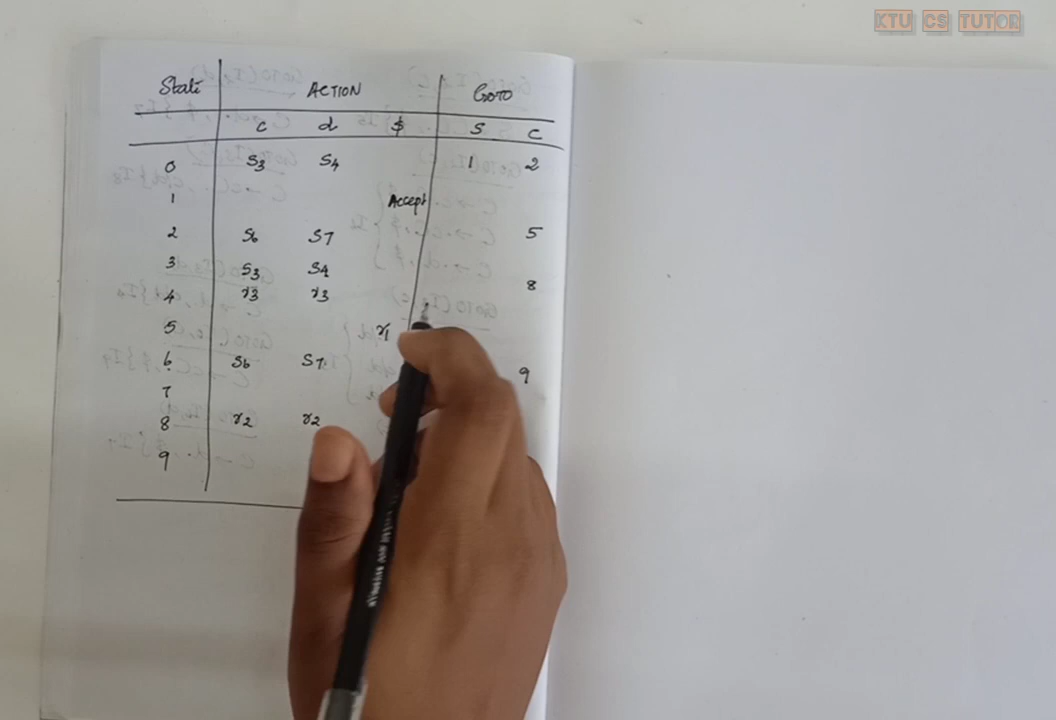 KTU CS TUTOR
State ACTION GOTO
c d $ S C
0 S3 S4 1 2
1 Accept
2 S6 S7 5
3 S3 S4 8
4 r3 r3
5 r1
6 S6 S7 9
7
8 r2 r2
9